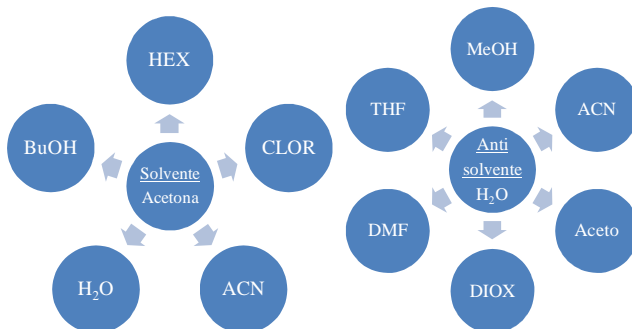 HEX
CLOR
ACN
H₂O
BuOH
Solvente
Acetona
MeOH
ACN
Aceto
DIOX
DMF
THF
Anti
solvente
H₂O